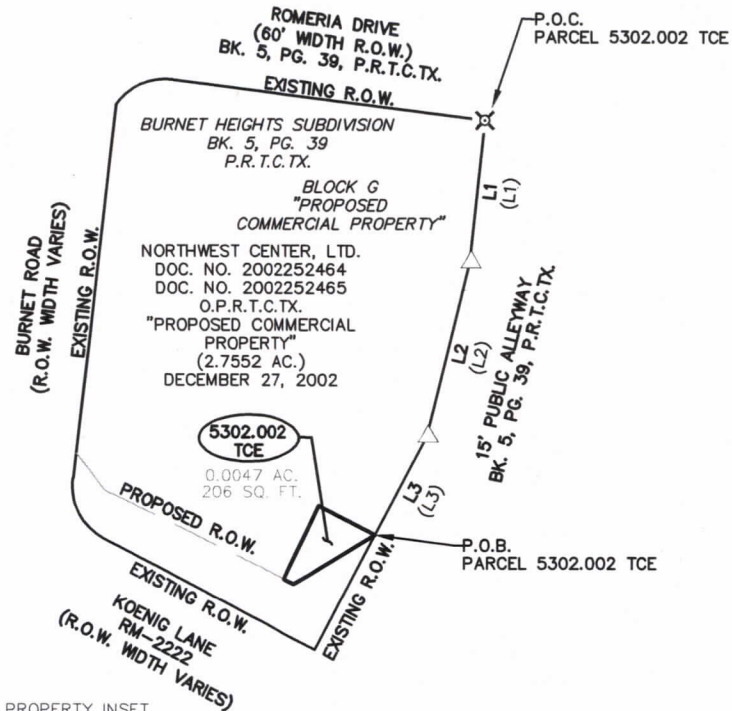 ROMERIA DRIVE
(60' WIDTH R.O.W.)
BK. 5, PG. 39, P.R.T.C.TX.
EXISTING R.O.W.
P.O.C.
PARCEL 5302.002 TCE
BURNET HEIGHTS SUBDIVISION
BK. 5, PG. 39
P.R.T.C.TX.
BLOCK G
"PROPOSED
COMMERCIAL PROPERTY"
L1
(L1)
NORTHWEST CENTER, LTD.
DOC. NO. 2002252464
DOC. NO. 2002252465
O.P.R.T.C.TX.
"PROPOSED COMMERCIAL
PROPERTY"
(2.7552 AC.)
DECEMBER 27, 2002
BURNET ROAD
(R.O.W. WIDTH VARIES)
EXISTING R.O.W.
L2
(L2)
15' PUBLIC ALLEYWAY
BK. 5, PG. 39, P.R.T.C.TX.
5302.002
TCE
0.0047 AC.
206 SQ. FT.
L3
(L3)
PROPOSED R.O.W.
P.O.B.
PARCEL 5302.002 TCE
EXISTING R.O.W.
EXISTING R.O.W.
KOENIG LANE
RM-2222
(R.O.W. WIDTH VARIES)
PROPERTY INSET